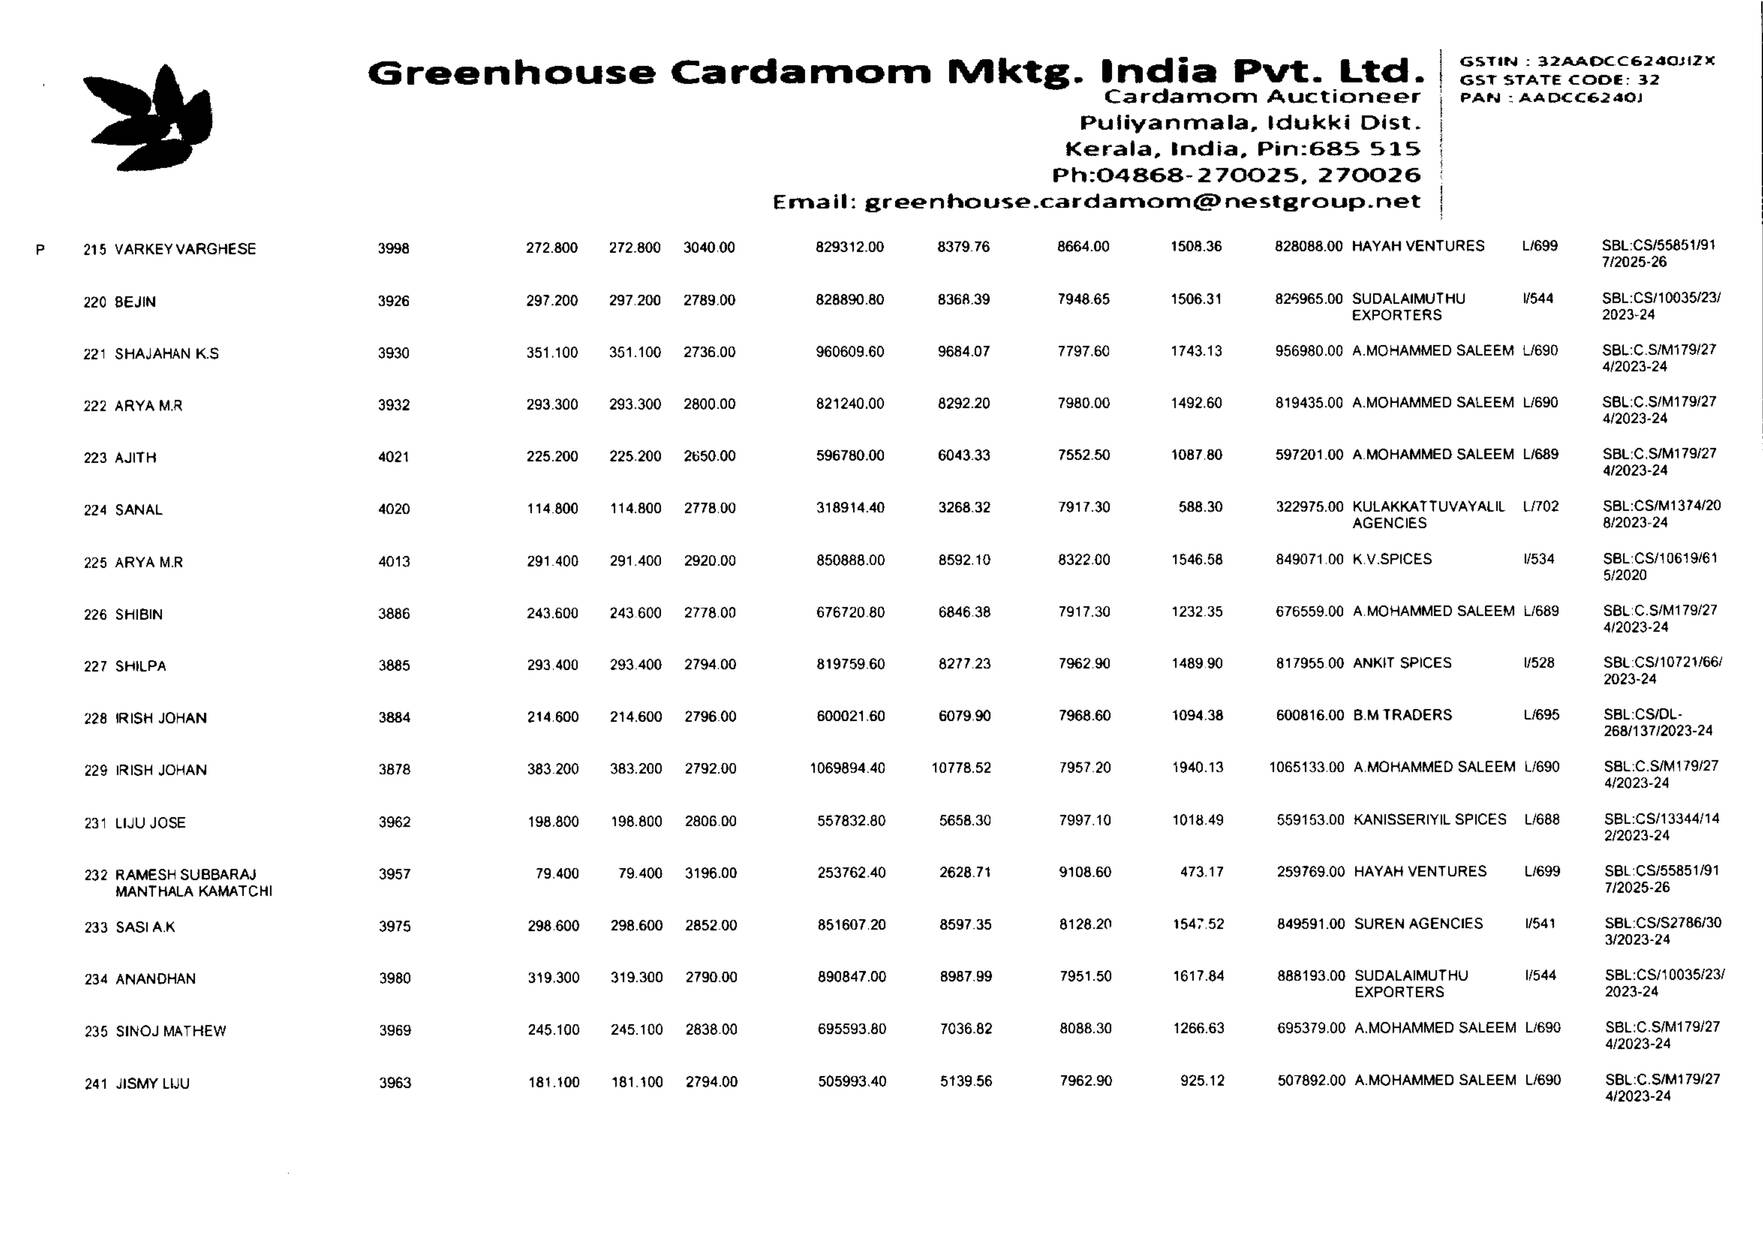 Greenhouse Cardamom Mktg. India Pvt. Ltd.
Cardamom Auctioneer
Puliyanmala, Idukki Dist.
Kerala, India, Pin:685 515
Ph:04868-270025, 270026
Email: greenhouse.cardamom@nestgroup.net
GSTIN : 32AADCC6240J1ZX
GST STATE CODE: 32
PAN : AADCC6240J
P 215 VARKEY VARGHESE 3998 272.800 272.800 3040.00 829312.00 8379.76 8664.00 1508.36 828088.00 HAYAH VENTURES L/699 SBL:CS/55851/91
7/2025-26
220 BEJIN 3926 297.200 297.200 2789.00 828890.80 8368.39 7948.65 1506.31 826965.00 SUDALAIMUTHU I/544 SBL:CS/10035/23/
EXPORTERS 2023-24
221 SHAJAHAN K.S 3930 351.100 351.100 2736.00 960609.60 9684.07 7797.60 1743.13 956980.00 A.MOHAMMED SALEEM L/690 SBL:C.S/M179/27
4/2023-24
222 ARYA M.R 3932 293.300 293.300 2800.00 821240.00 8292.20 7980.00 1492.60 819435.00 A.MOHAMMED SALEEM L/690 SBL:C.S/M179/27
4/2023-24
223 AJITH 4021 225.200 225.200 2650.00 596780.00 6043.33 7552.50 1087.80 597201.00 A.MOHAMMED SALEEM L/689 SBL:C.S/M179/27
4/2023-24
224 SANAL 4020 114.800 114.800 2778.00 318914.40 3268.32 7917.30 588.30 322975.00 KULAKKATTUVAYALIL L/702 SBL:CS/M1374/20
AGENCIES 8/2023-24
225 ARYA M.R 4013 291.400 291.400 2920.00 850888.00 8592.10 8322.00 1546.58 849071.00 K.V.SPICES I/534 SBL:CS/10619/61
5/2020
226 SHIBIN 3886 243.600 243.600 2778.00 676720.80 6846.38 7917.30 1232.35 676559.00 A.MOHAMMED SALEEM L/689 SBL:C.S/M179/27
4/2023-24
227 SHILPA 3885 293.400 293.400 2794.00 819759.60 8277.23 7962.90 1489.90 817955.00 ANKIT SPICES I/528 SBL:CS/10721/66/
2023-24
228 IRISH JOHAN 3884 214.600 214.600 2796.00 600021.60 6079.90 7968.60 1094.38 600816.00 B.M TRADERS L/695 SBL:CS/DL-
268/137/2023-24
229 IRISH JOHAN 3878 383.200 383.200 2792.00 1069894.40 10778.52 7957.20 1940.13 1065133.00 A.MOHAMMED SALEEM L/690 SBL:C.S/M179/27
4/2023-24
231 LIJU JOSE 3962 198.800 198.800 2806.00 557832.80 5658.30 7997.10 1018.49 559153.00 KANISSERIYIL SPICES L/688 SBL:CS/13344/14
2/2023-24
232 RAMESH SUBBARAJ 3957 79.400 79.400 3196.00 253762.40 2628.71 9108.60 473.17 259769.00 HAYAH VENTURES L/699 SBL:CS/55851/91
MANTHALA KAMATCHI 7/2025-26
233 SASI A.K 3975 298.600 298.600 2852.00 851607.20 8597.35 8128.20 1547.52 849591.00 SUREN AGENCIES I/541 SBL:CS/S2786/30
3/2023-24
234 ANANDHAN 3980 319.300 319.300 2790.00 890847.00 8987.99 7951.50 1617.84 888193.00 SUDALAIMUTHU I/544 SBL:CS/10035/23/
EXPORTERS 2023-24
235 SINOJ MATHEW 3969 245.100 245.100 2838.00 695593.80 7036.82 8088.30 1266.63 695379.00 A.MOHAMMED SALEEM L/690 SBL:C.S/M179/27
4/2023-24
241 JISMY LIJU 3963 181.100 181.100 2794.00 505993.40 5139.56 7962.90 925.12 507892.00 A.MOHAMMED SALEEM L/690 SBL:C.S/M179/27
4/2023-24